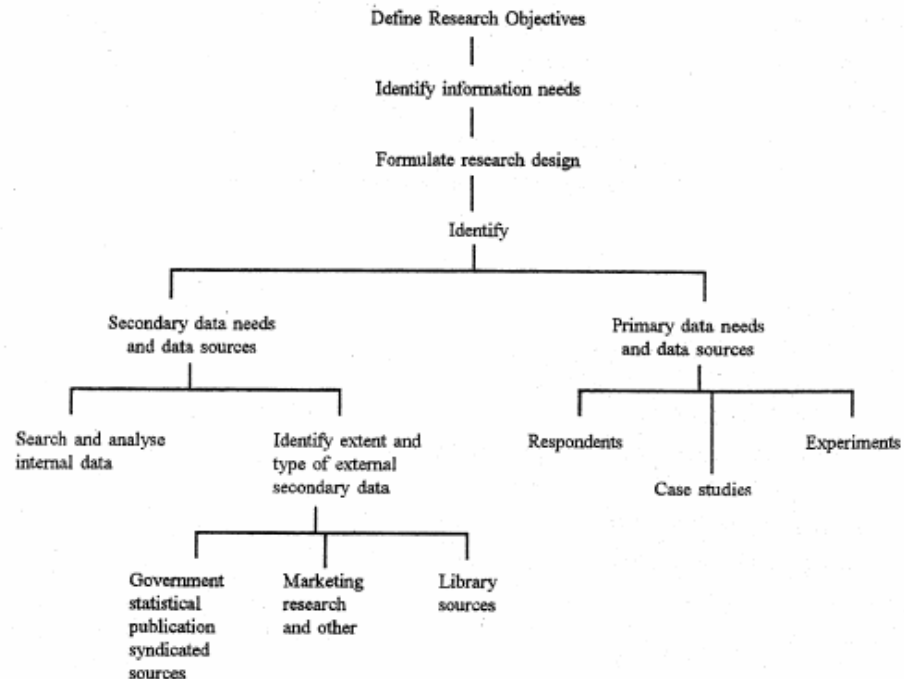 Define Research Objectives
Identify information needs
Formulate research design
Identify
Secondary data needs
and data sources
Primary data needs
and data sources
Search and analyse
internal data
Identify extent and
type of external
secondary data
Respondents
Case studies
Experiments
Government
statistical
publication
syndicated
sources
Marketing
research
and other
Library
sources